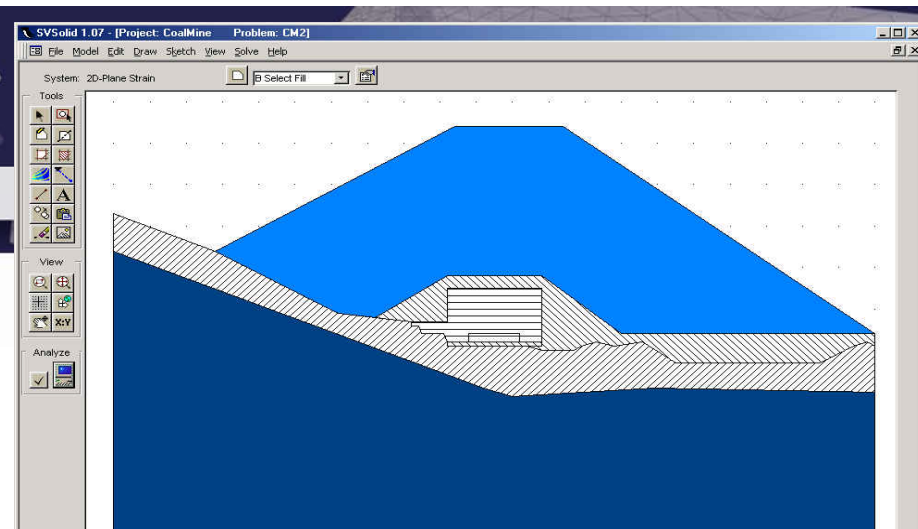 SVSolid 1.07 - [Project: CoalMine Problem: CM2]
File Model Edit Draw Sketch View Solve Help
System: 2D-Plane Strain B Select Fill
Tools
A
View
X:Y
Analyze